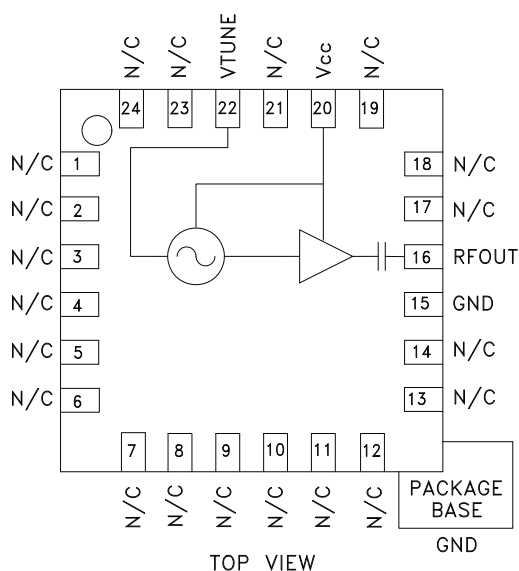 N/C N/C VTUNE N/C Vcc N/C
24 23 22 21 20 19
N/C 1
18 N/C
N/C 2
17 N/C
N/C 3
16 RFOUT
N/C 4
15 GND
N/C 5
14 N/C
N/C 6
13 N/C
7 8 9 10 11 12
N/C N/C N/C N/C N/C N/C
PACKAGE
BASE
GND
TOP VIEW